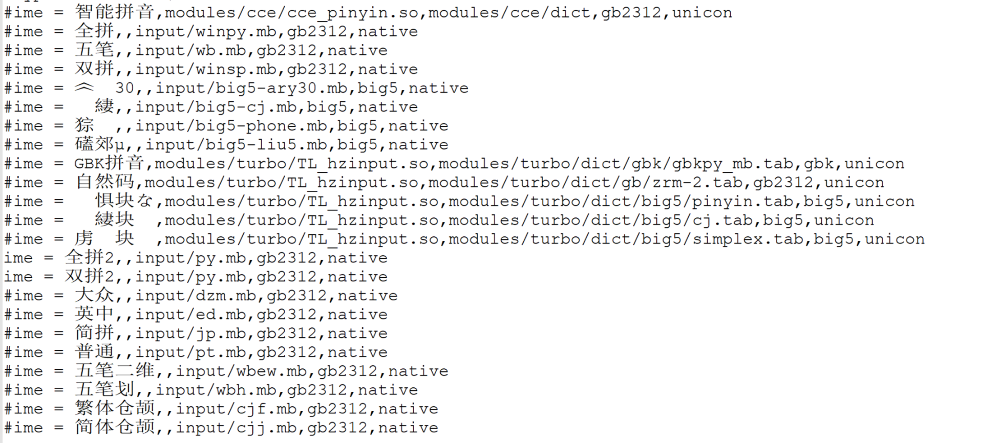 #ime = 智能拼音,modules/cce/cce_pinyin.so,modules/cce/dict,gb2312,unicon
#ime = 全拼,,input/winpy.mb,gb2312,native
#ime = 五笔,,input/wb.mb,gb2312,native
#ime = 双拼,,input/winsp.mb,gb2312,native
#ime = ︽  30,,input/big5-ary30.mb,big5,native
#ime =   緀,,input/big5-cj.mb,big5,native
#ime = 猔  ,,input/big5-phone.mb,big5,native
#ime = 礚郊μ,,input/big5-liu5.mb,big5,native
#ime = GBK拼音,modules/turbo/TL_hzinput.so,modules/turbo/dict/gbk/gbkpy_mb.tab,gbk,unicon
#ime = 自然码,modules/turbo/TL_hzinput.so,modules/turbo/dict/gb/zrm-2.tab,gb2312,unicon
#ime =   惧块な,modules/turbo/TL_hzinput.so,modules/turbo/dict/big5/pinyin.tab,big5,unicon
#ime =   緀块  ,modules/turbo/TL_hzinput.so,modules/turbo/dict/big5/cj.tab,big5,unicon
#ime = 虏  块  ,modules/turbo/TL_hzinput.so,modules/turbo/dict/big5/simplex.tab,big5,unicon
ime = 全拼2,,input/py.mb,gb2312,native
ime = 双拼2,,input/py.mb,gb2312,native
#ime = 大众,,input/dzm.mb,gb2312,native
#ime = 英中,,input/ed.mb,gb2312,native
#ime = 简拼,,input/jp.mb,gb2312,native
#ime = 普通,,input/pt.mb,gb2312,native
#ime = 五笔二维,,input/wbew.mb,gb2312,native
#ime = 五笔划,,input/wbh.mb,gb2312,native
#ime = 繁体仓颉,,input/cjf.mb,gb2312,native
#ime = 简体仓颉,,input/cjj.mb,gb2312,native